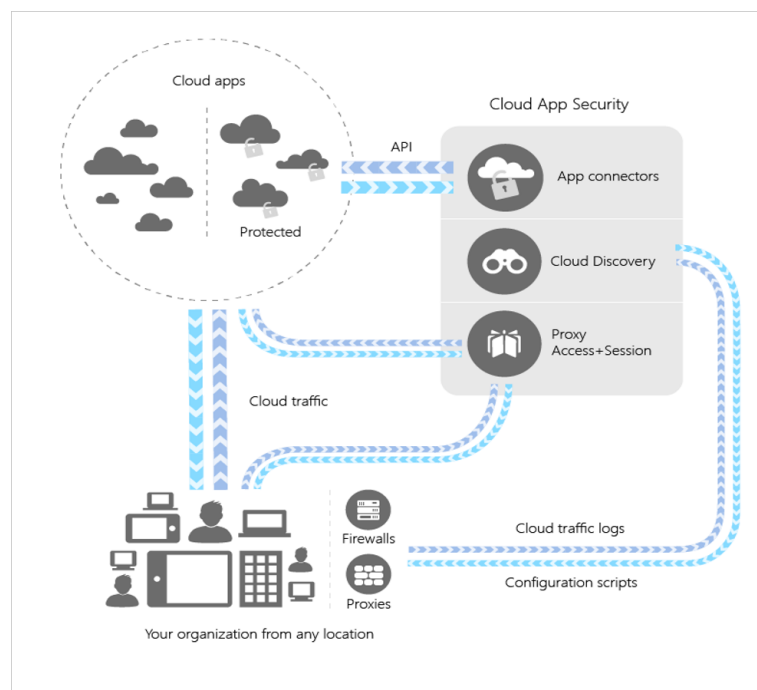 Cloud apps
Protected
API
Cloud App Security
App connectors
Cloud Discovery
Proxy
Access+Session
Cloud traffic
Firewalls
Proxies
Cloud traffic logs
Configuration scripts
Your organization from any location